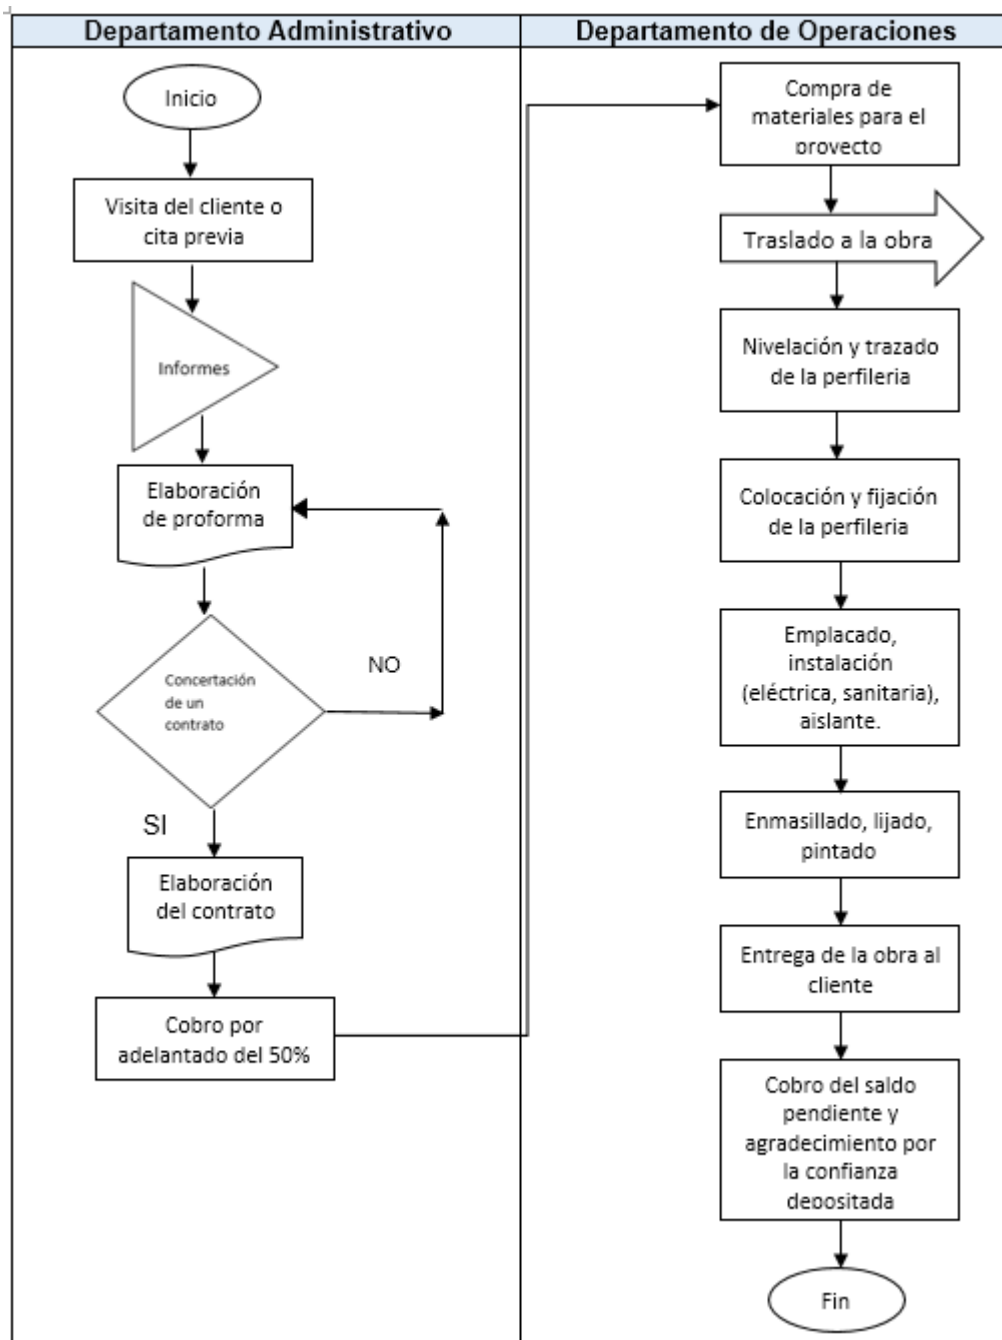 Departamento Administrativo
Departamento de Operaciones
Inicio
Visita del cliente o
cita previa
Informes
Elaboración
de proforma
Concertación
de un
contrato
NO
SI
Elaboración
del contrato
Cobro por
adelantado del 50%
Compra de
materiales para el
proyecto
Traslado a la obra
Nivelación y trazado
de la perfileria
Colocación y fijación
de la perfileria
Emplacado,
instalación
(eléctrica, sanitaria),
aislante.
Enmasillado, lijado,
pintado
Entrega de la obra al
cliente
Cobro del saldo
pendiente y
agradecimiento por
la confianza
depositada
Fin